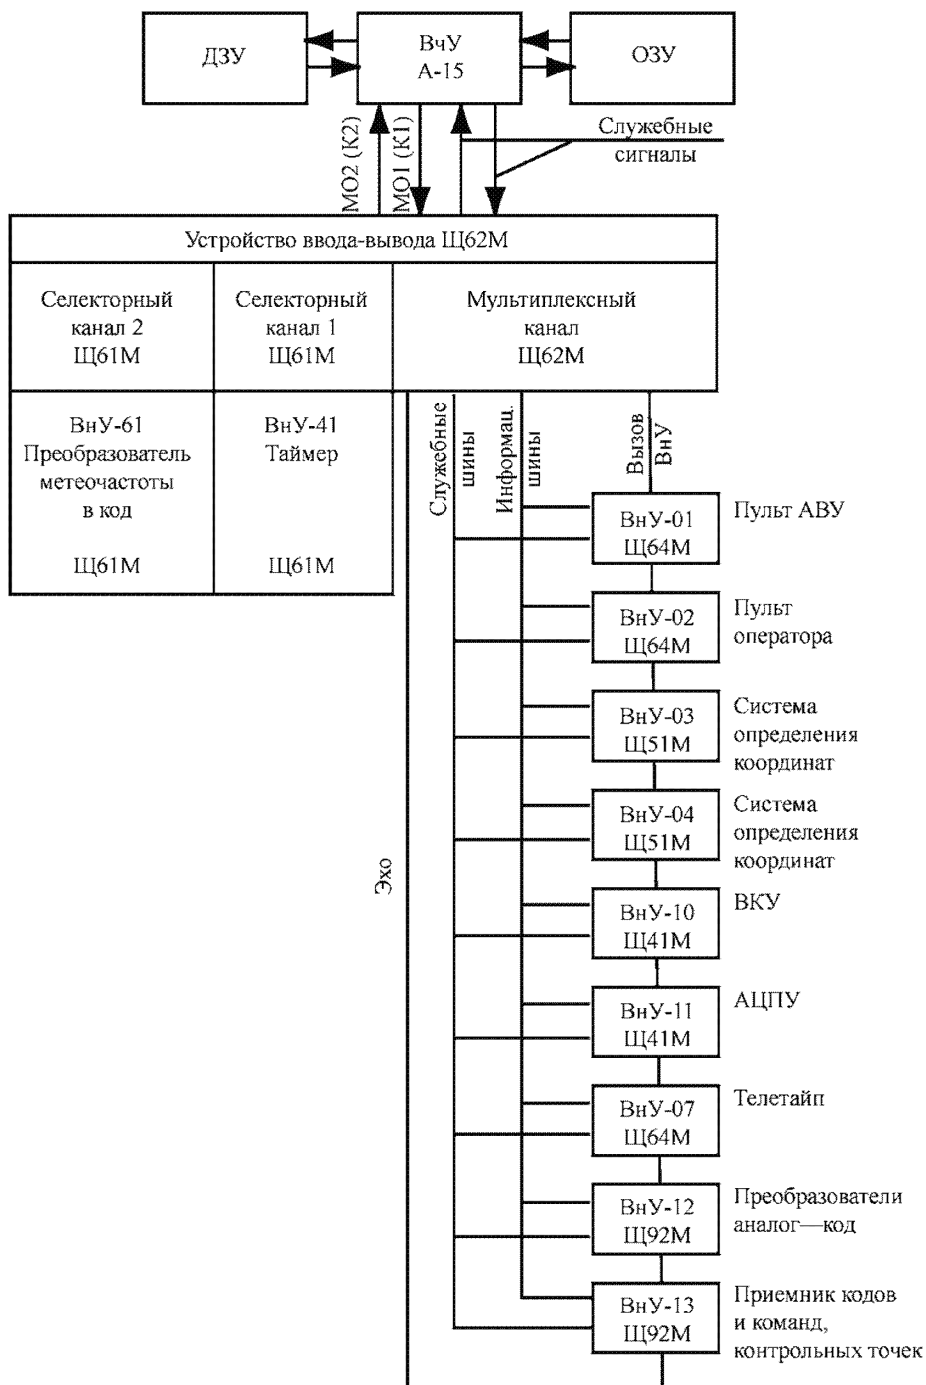 ДЗУ
ВчУ
А-15
ОЗУ
МО2 (К2)
МО1 (К1)
Служебные
сигналы
Устройство ввода-вывода Щ62М
Селекторный
канал 2
Щ61М
Селекторный
канал 1
Щ61М
Мультиплексный
канал
Щ62М
ВнУ-61
Преобразователь
метеочастоты
в код
Щ61М
ВнУ-41
Таймер
Щ61М
Эхо
Служебные
шины
Информац.
шины
Вызов
ВнУ
ВнУ-01
Щ64М
Пульт АВУ
ВнУ-02
Щ64М
Пульт
оператора
ВнУ-03
Щ51М
Система
определения
координат
ВнУ-04
Щ51М
Система
определения
координат
ВнУ-10
Щ41М
ВКУ
ВнУ-11
Щ41М
АЦПУ
ВнУ-07
Щ64М
Телетайп
ВнУ-12
Щ92М
Преобразователи
аналог—код
ВнУ-13
Щ92М
Приемник кодов
и команд,
контрольных точек